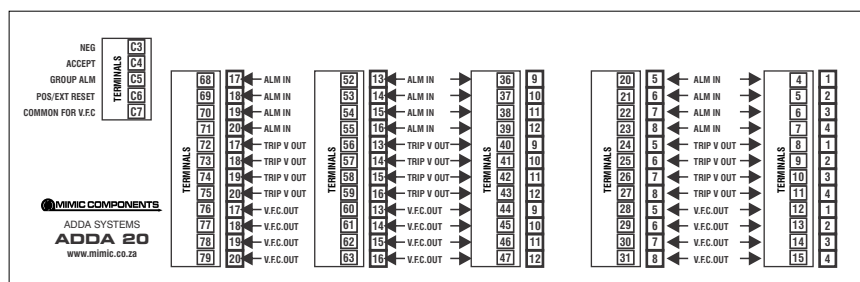 NEG C3
ACCEPT C4
GROUP ALM C5
POS/EXT RESET C6
COMMON FOR V.F.C C7
TERMINALS
MIMIC COMPONENTS
ADDA SYSTEMS
ADDA 20
www.mimic.co.za
TERMINALS
68 17 ALM IN
69 18 ALM IN
70 19 ALM IN
71 20 ALM IN
72 17 TRIP V OUT
73 18 TRIP V OUT
74 19 TRIP V OUT
75 20 TRIP V OUT
76 17 V.F.C.OUT
77 18 V.F.C.OUT
78 19 V.F.C.OUT
79 20 V.F.C.OUT
TERMINALS
52 13 ALM IN
53 14 ALM IN
54 15 ALM IN
55 16 ALM IN
56 13 TRIP V OUT
57 14 TRIP V OUT
58 15 TRIP V OUT
59 16 TRIP V OUT
60 13 V.F.C.OUT
61 14 V.F.C.OUT
62 15 V.F.C.OUT
63 16 V.F.C.OUT
TERMINALS
36 9
37 10
38 11
39 12
40 9
41 10
42 11
43 12
44 9
45 10
46 11
47 12
TERMINALS
20 5 ALM IN
21 6 ALM IN
22 7 ALM IN
23 8 ALM IN
24 5 TRIP V OUT
25 6 TRIP V OUT
26 7 TRIP V OUT
27 8 TRIP V OUT
28 5 V.F.C.OUT
29 6 V.F.C.OUT
30 7 V.F.C.OUT
31 8 V.F.C.OUT
TERMINALS
4 1
5 2
6 3
7 4
8 1
9 2
10 3
11 4
12 1
13 2
14 3
15 4